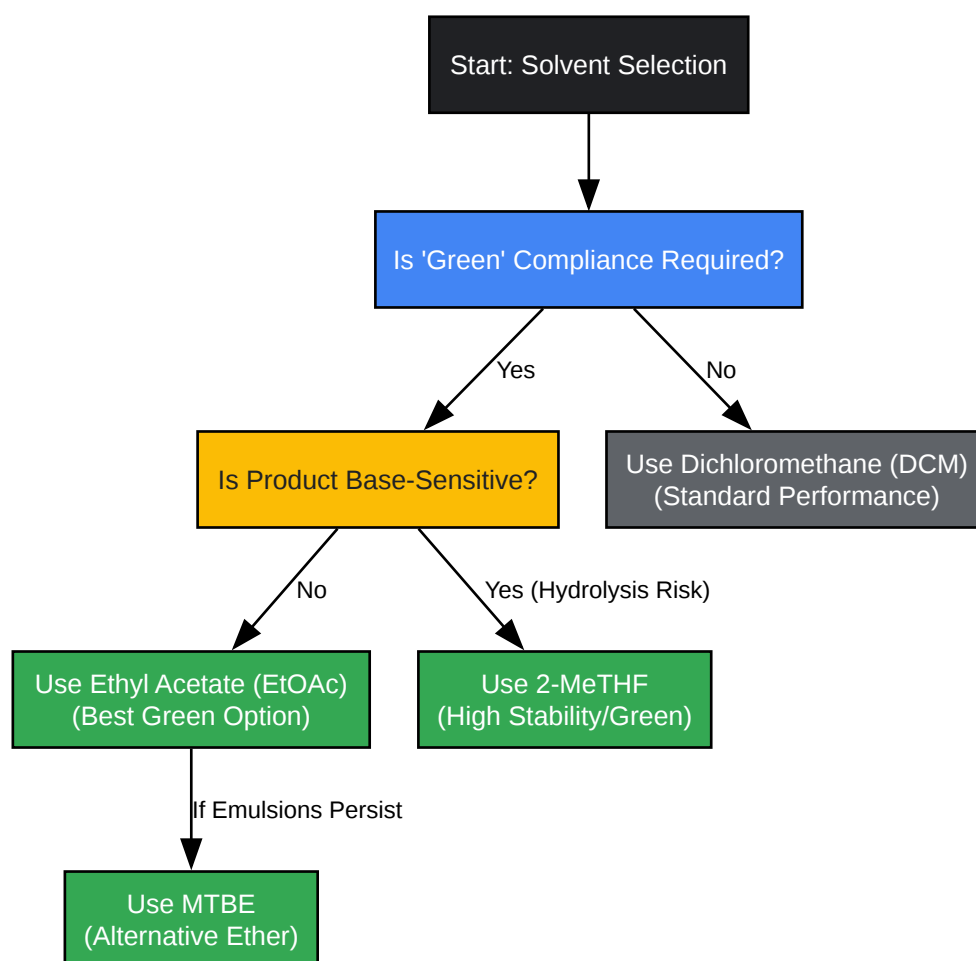 Start: Solvent Selection
Is 'Green' Compliance Required?
Yes
No
Is Product Base-Sensitive?
Use Dichloromethane (DCM)
(Standard Performance)
No
Yes (Hydrolysis Risk)
Use Ethyl Acetate (EtOAc)
(Best Green Option)
Use 2-MeTHF
(High Stability/Green)
If Emulsions Persist
Use MTBE
(Alternative Ether)